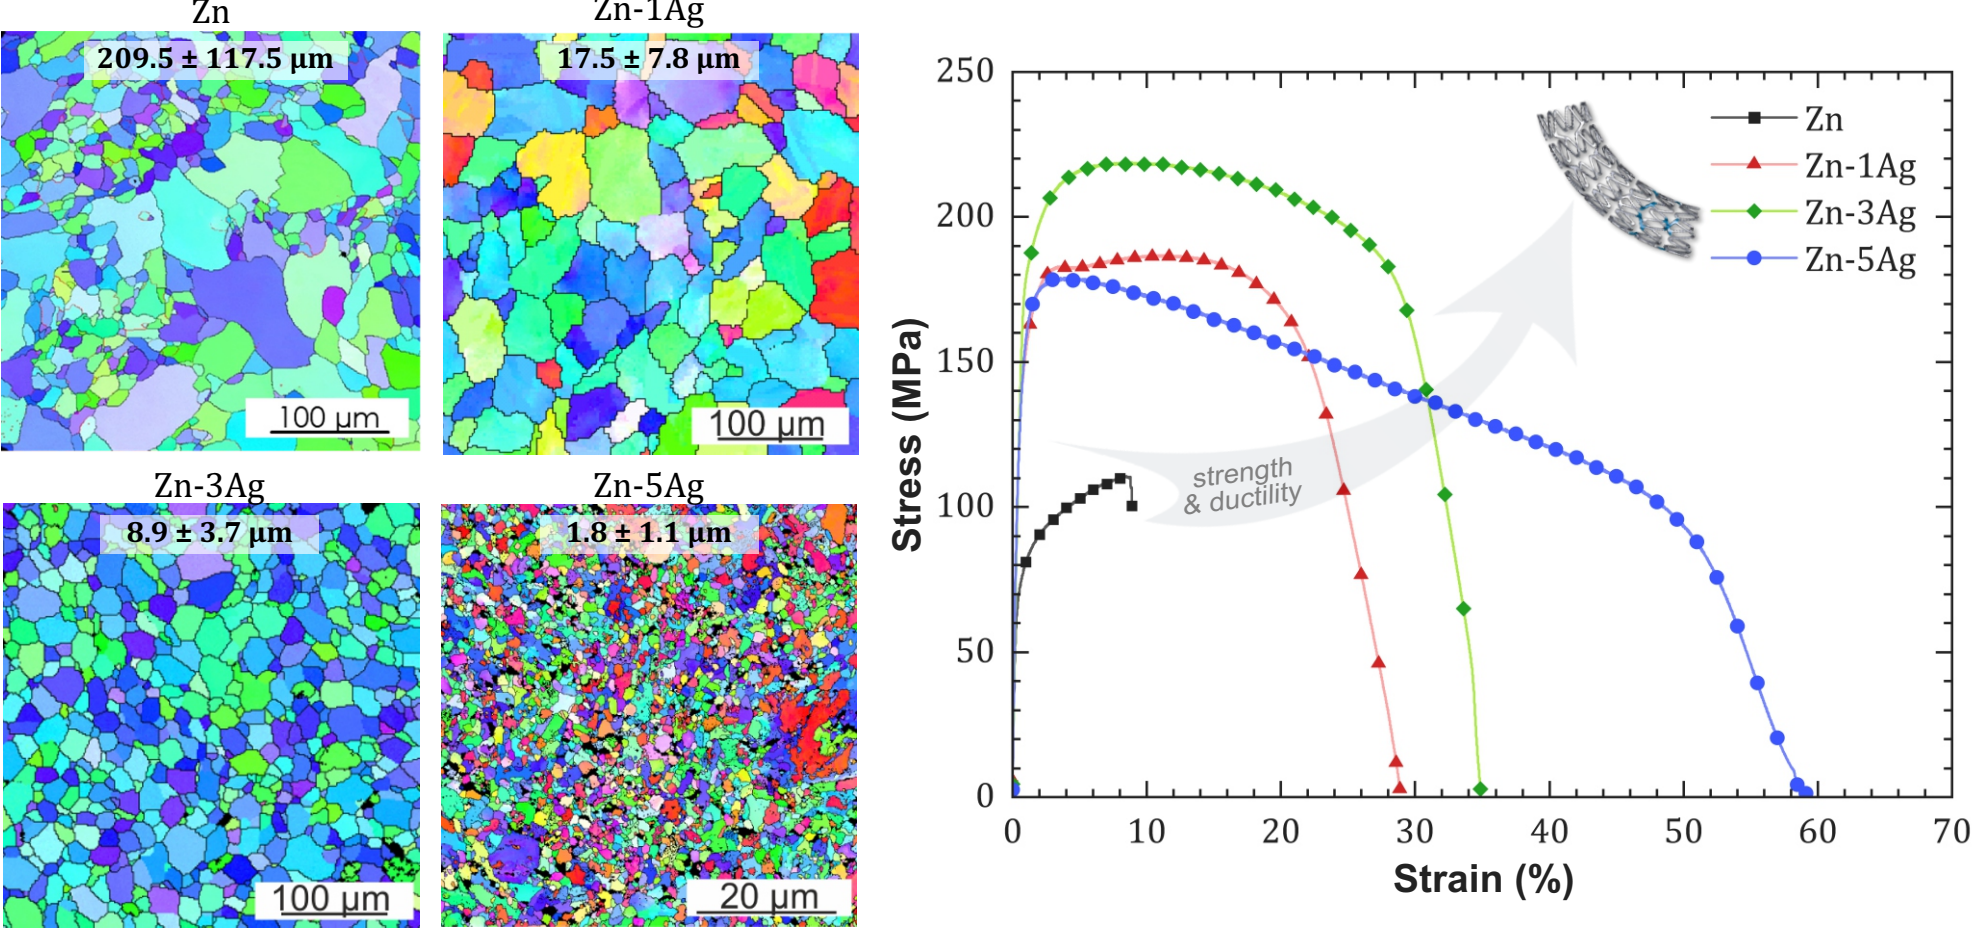 Zn
209.5 ± 117.5 µm
100 µm
Zn-1Ag
17.5 ± 7.8 µm
100 µm
Zn-3Ag
8.9 ± 3.7 µm
100 µm
Zn-5Ag
1.8 ± 1.1 µm
20 µm
Stress (MPa)
250
200
150
100
50
0
0 10 20 30 40 50 60 70
Strain (%)
Zn
Zn-1Ag
Zn-3Ag
Zn-5Ag
strength
& ductility